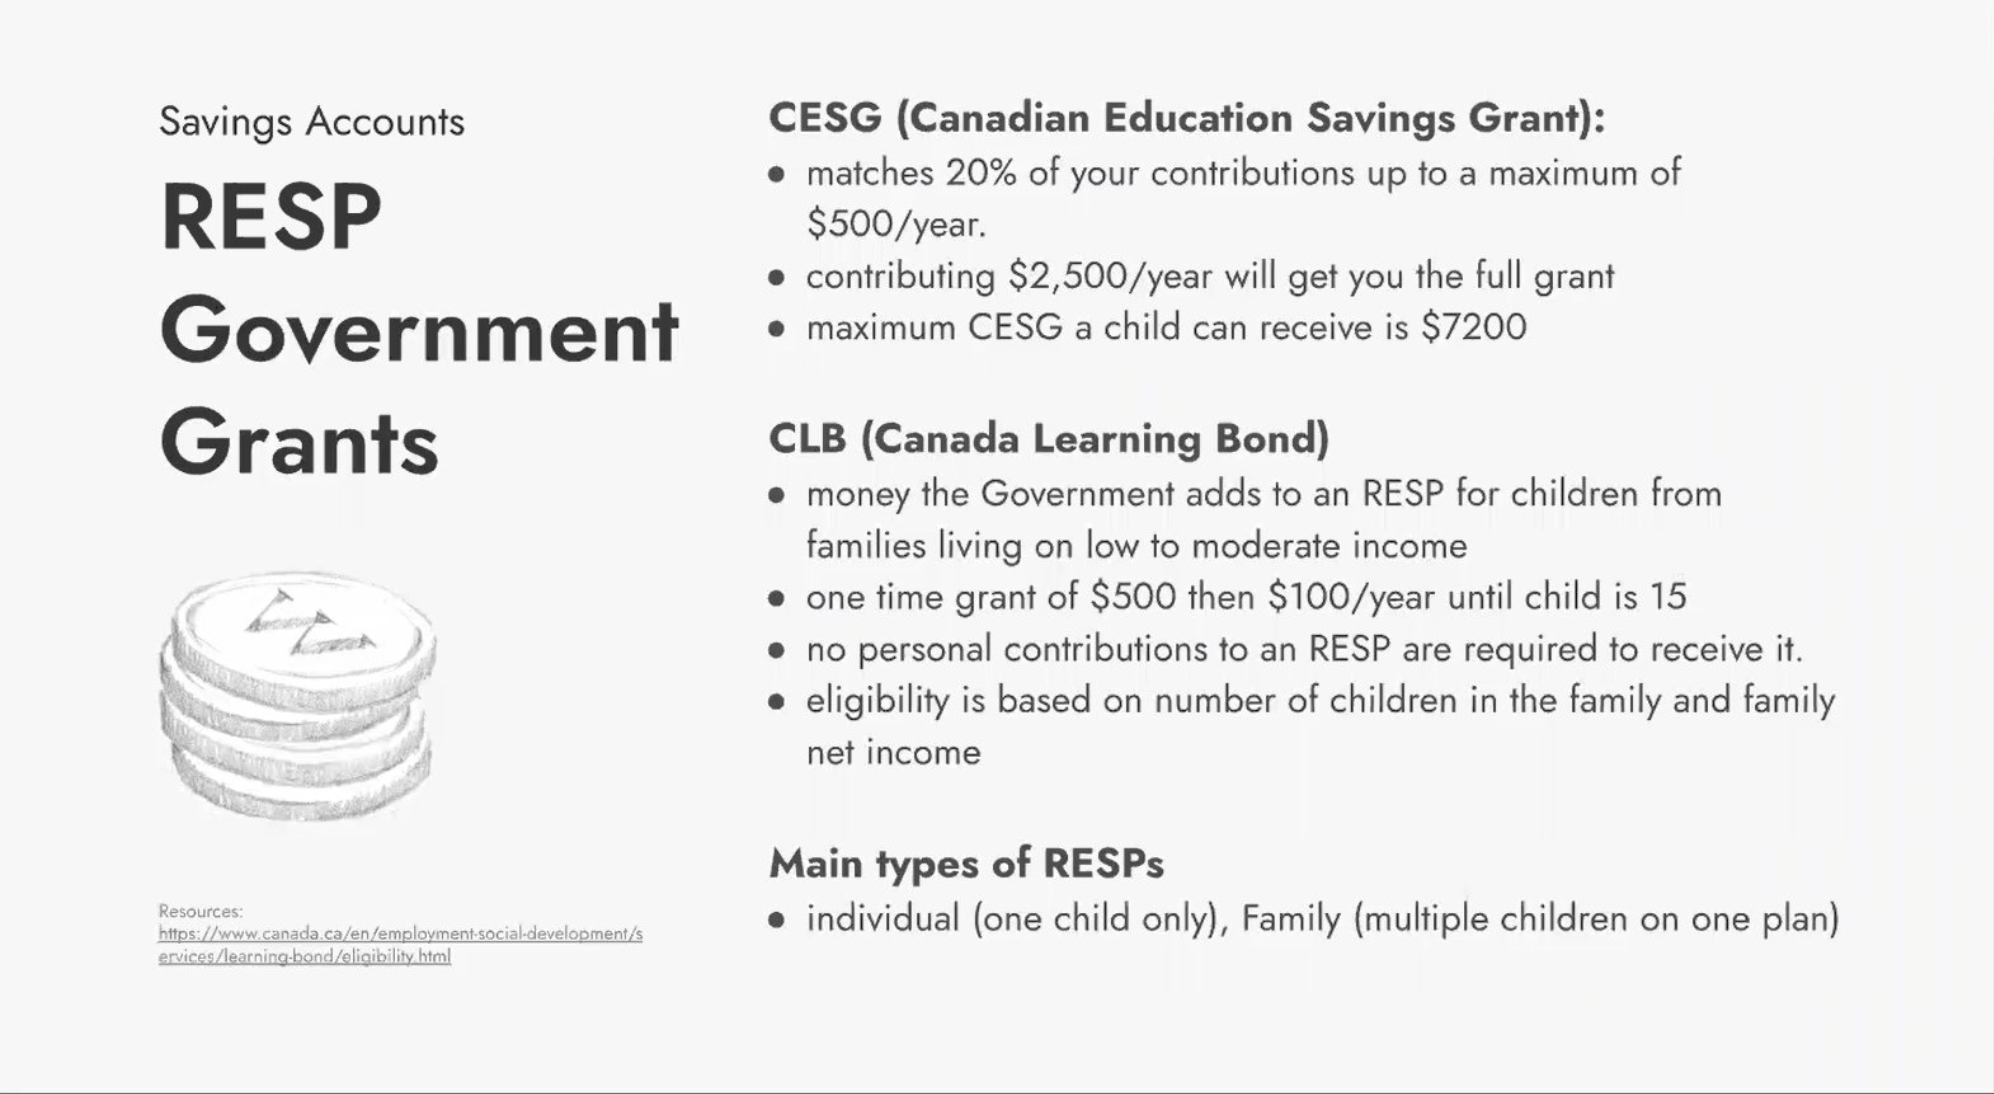 Savings Accounts
RESP
Government
Grants
Resources:
https://www.canada.ca/en/employment-social-development/s
ervices/learning-bond/eligibility.html
CESG (Canadian Education Savings Grant):
● matches 20% of your contributions up to a maximum of
$500/year.
● contributing $2,500/year will get you the full grant
● maximum CESG a child can receive is $7200
CLB (Canada Learning Bond)
● money the Government adds to an RESP for children from
families living on low to moderate income
● one time grant of $500 then $100/year until child is 15
● no personal contributions to an RESP are required to receive it.
● eligibility is based on number of children in the family and family
net income
Main types of RESPs
● individual (one child only), Family (multiple children on one plan)